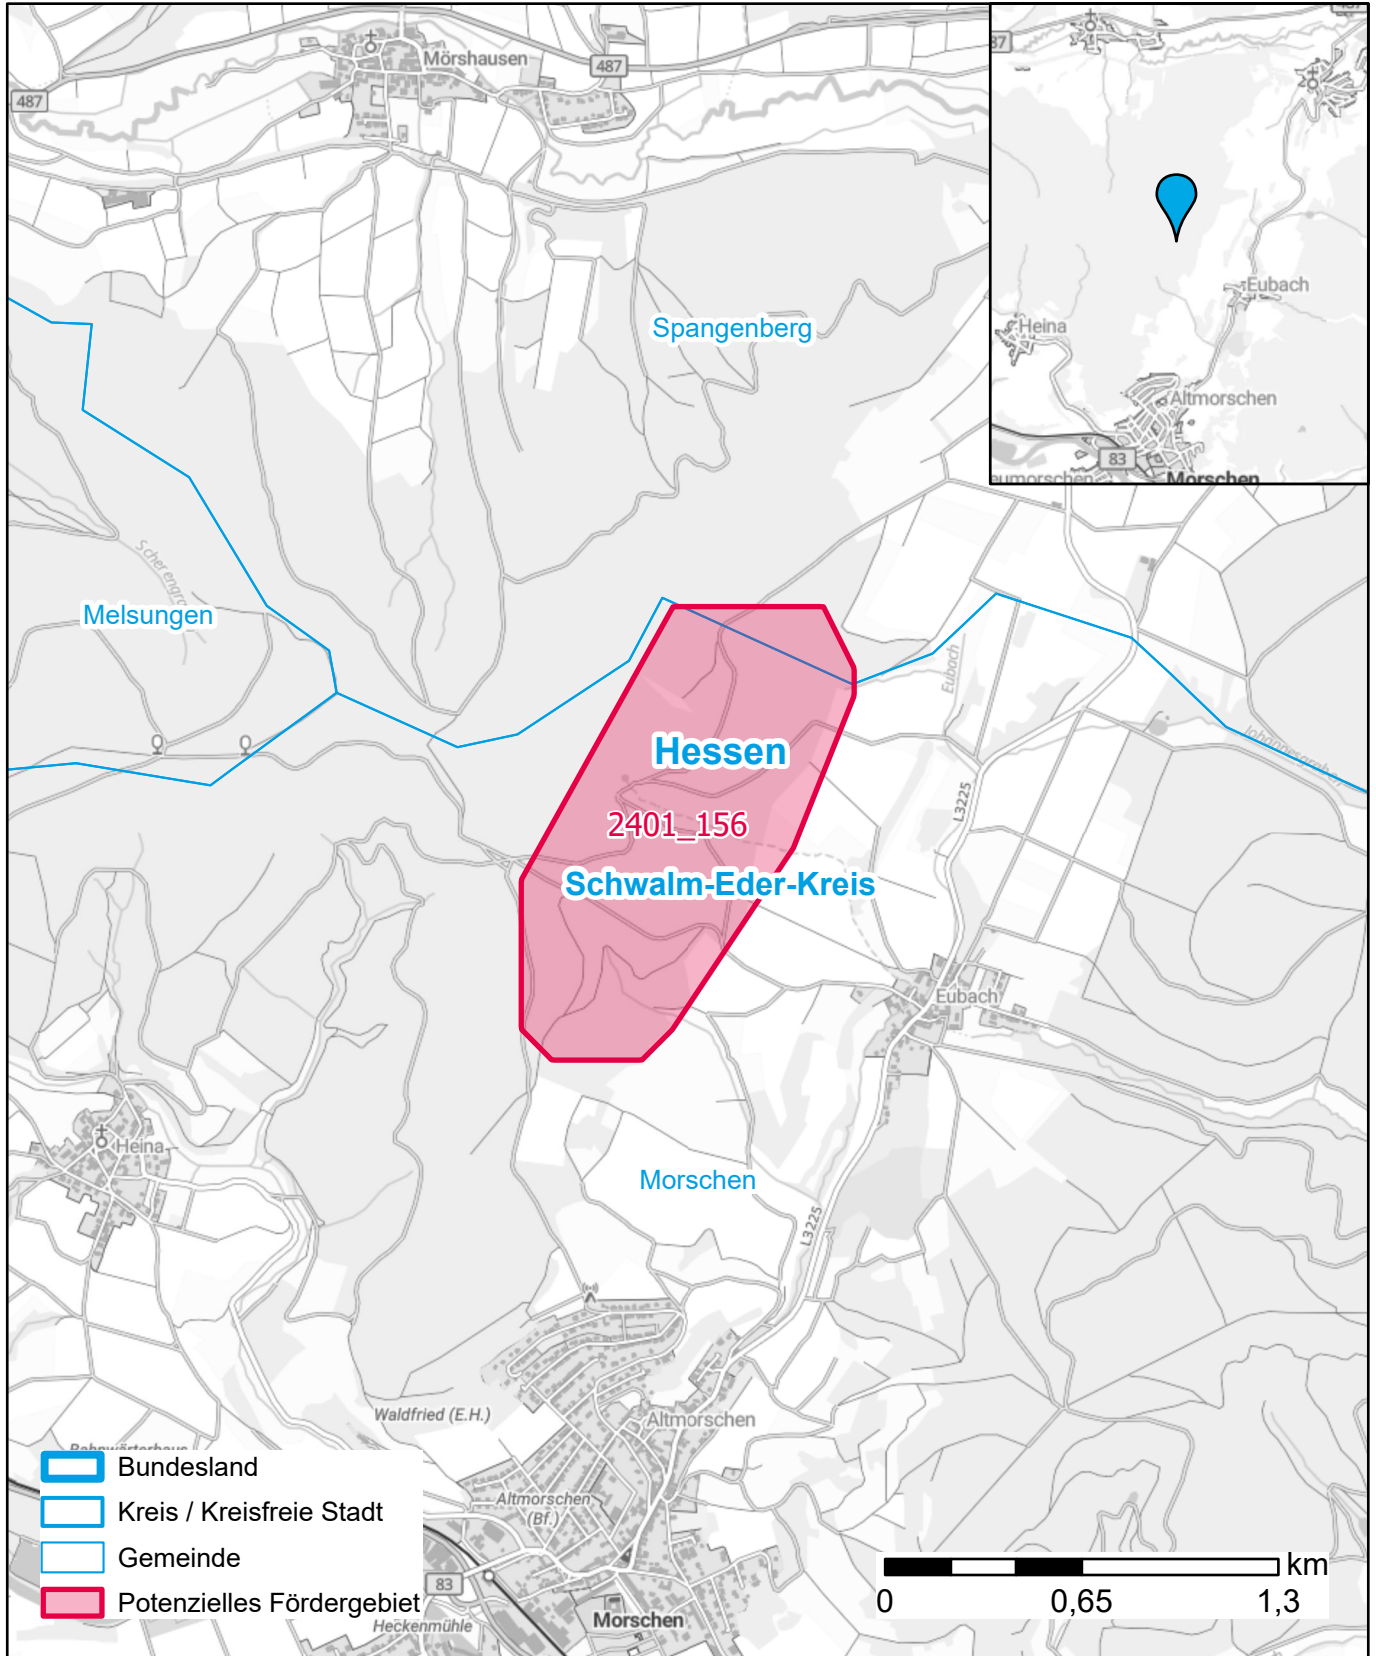 Mörshausen
487
487
Spangenberg
Melsungen
Eubach
Hessen
2401_156
Schwalm-Eder-Kreis
L3225
Eubach
Heina
Morschen
L3225
Waldfried (E.H.)
Altmorschen
Altmorschen
(Bf.)
83
Heckenmühle
Morschen
87
Eubach
Heina
Altmorschen
83
eumorschen
Morschen
Bundesland
Kreis / Kreisfreie Stadt
Gemeinde
Potenzielles Fördergebiet
km
0
0,65
1,3